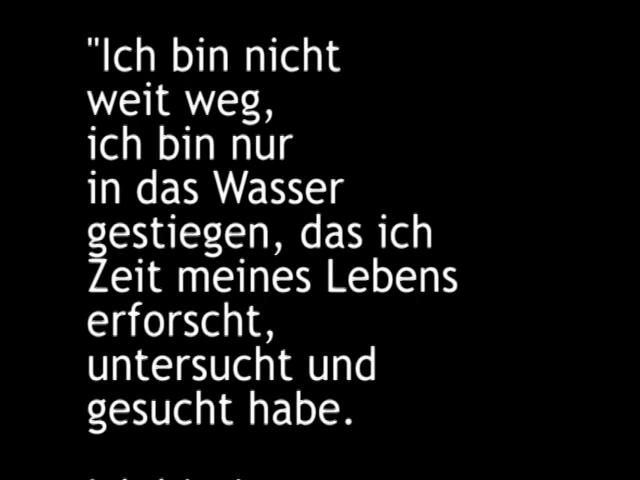 "Ich bin nicht
weit weg,
ich bin nur
in das Wasser
gestiegen, das ich
Zeit meines Lebens
erforscht,
untersucht und
gesucht habe.